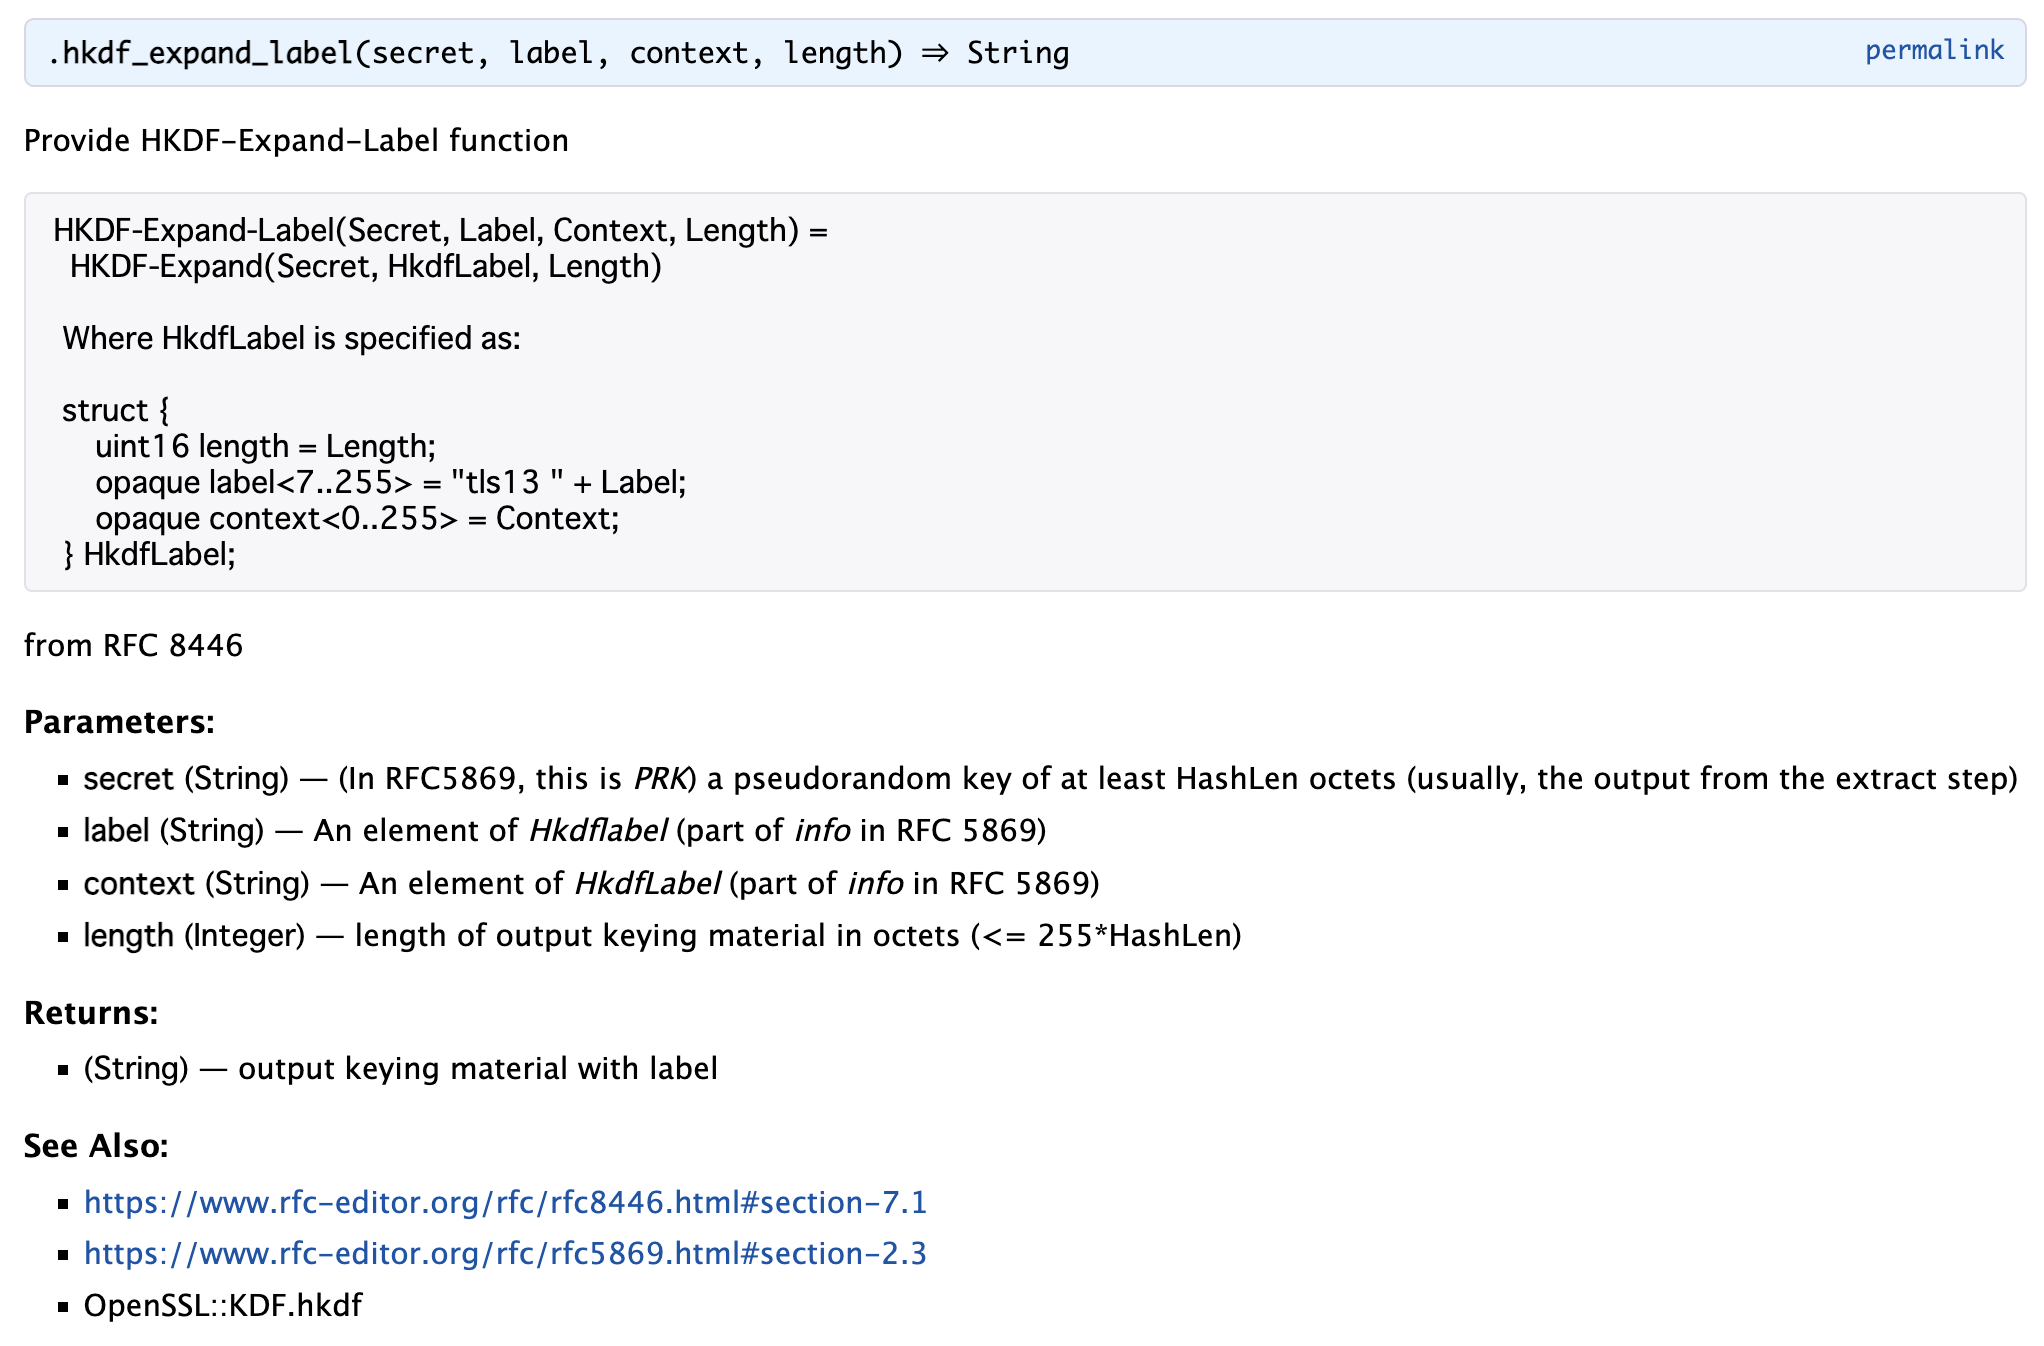 .hkdf_expand_label(secret, label, context, length) ⇒ String
permalink
Provide HKDF-Expand-Label function
HKDF-Expand-Label(Secret, Label, Context, Length) =
HKDF-Expand(Secret, HkdfLabel, Length)
Where HkdfLabel is specified as:
struct {
uint16 length = Length;
opaque label<7..255> = "tls13 " + Label;
opaque context<0..255> = Context;
} HkdfLabel;
from RFC 8446
Parameters:
▪ secret (String) — (In RFC5869, this is PRK) a pseudorandom key of at least HashLen octets (usually, the output from the extract step)
▪ label (String) — An element of Hkdflabel (part of info in RFC 5869)
▪ context (String) — An element of HkdfLabel (part of info in RFC 5869)
▪ length (Integer) — length of output keying material in octets (<= 255*HashLen)
Returns:
▪ (String) — output keying material with label
See Also:
▪ https://www.rfc-editor.org/rfc/rfc8446.html#section-7.1
▪ https://www.rfc-editor.org/rfc/rfc5869.html#section-2.3
▪ OpenSSL::KDF.hkdf